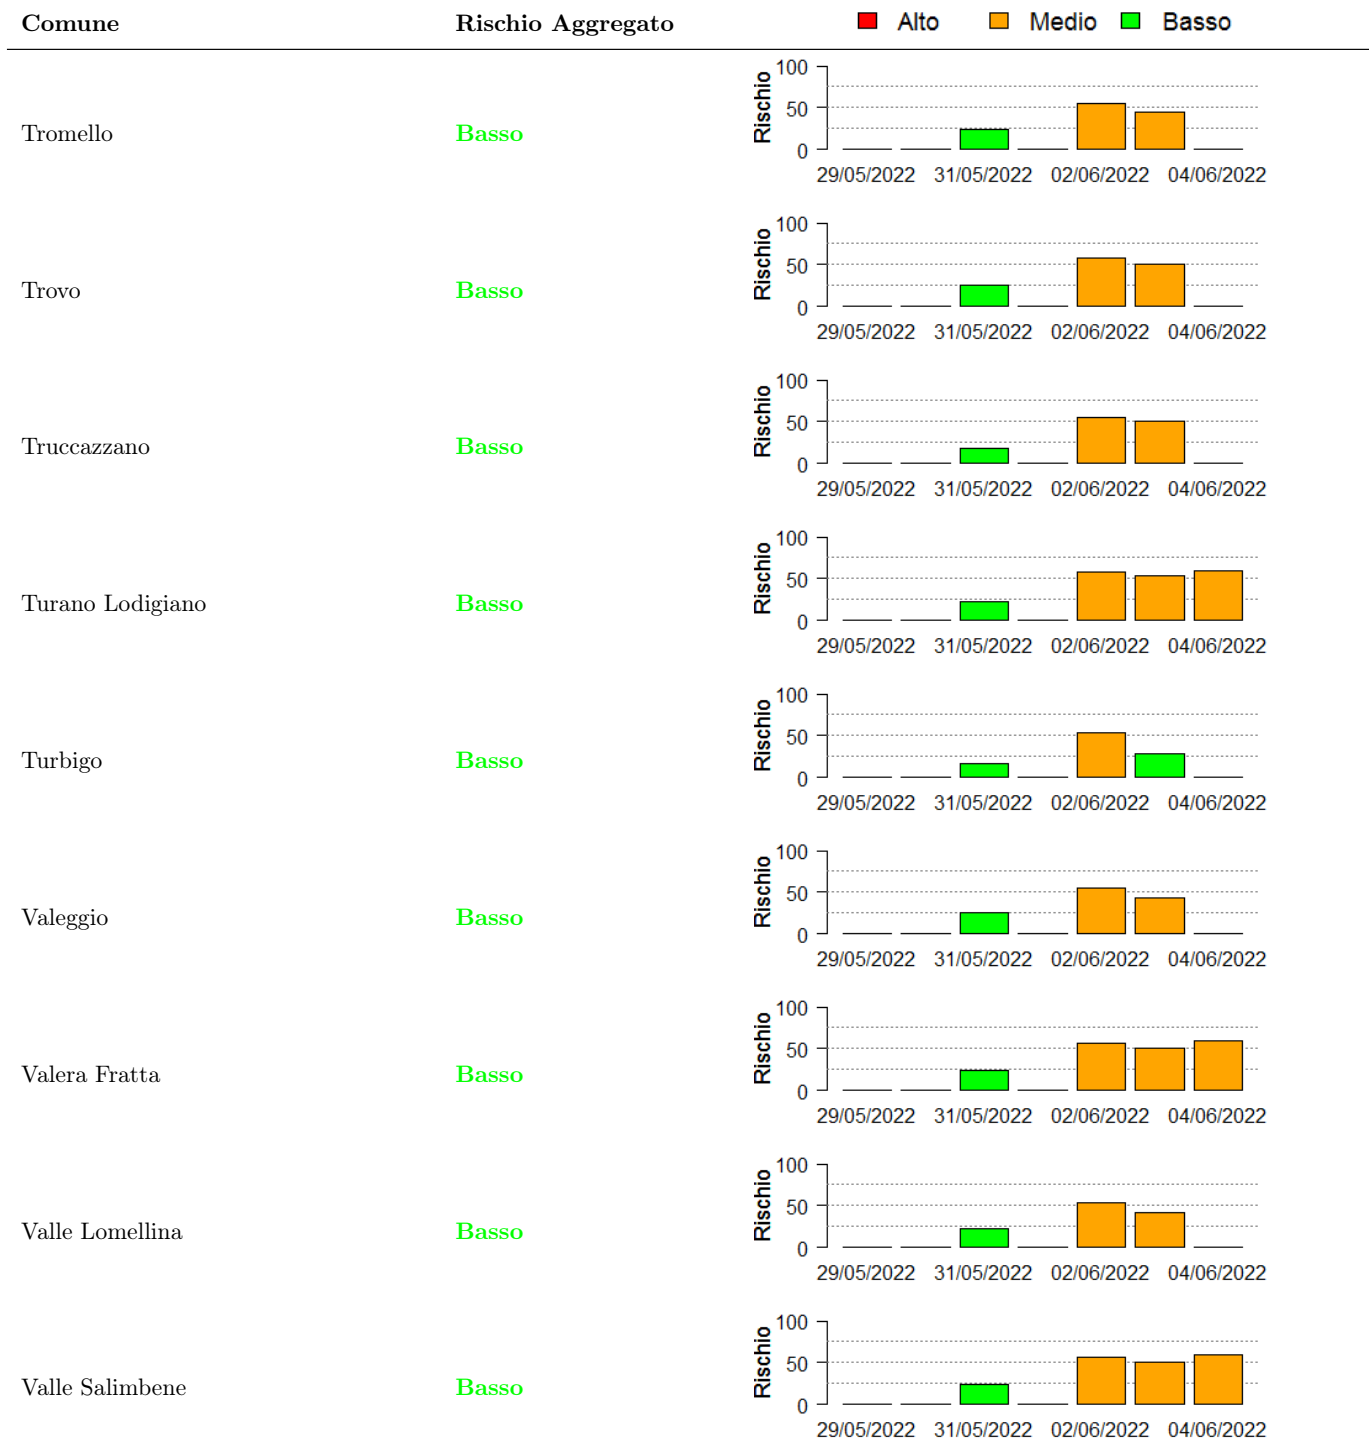 Comune Rischio Aggregato Alto Medio Basso
100
50
0
Rischio
Tromello Basso
29/05/2022 31/05/2022 02/06/2022 04/06/2022
100
50
0
Rischio
Trovo Basso
29/05/2022 31/05/2022 02/06/2022 04/06/2022
100
50
0
Rischio
Truccazzano Basso
29/05/2022 31/05/2022 02/06/2022 04/06/2022
100
50
0
Rischio
Turano Lodigiano Basso
29/05/2022 31/05/2022 02/06/2022 04/06/2022
100
50
0
Rischio
Turbigo Basso
29/05/2022 31/05/2022 02/06/2022 04/06/2022
100
50
0
Rischio
Valeggio Basso
29/05/2022 31/05/2022 02/06/2022 04/06/2022
100
50
0
Rischio
Valera Fratta Basso
29/05/2022 31/05/2022 02/06/2022 04/06/2022
100
50
0
Rischio
Valle Lomellina Basso
29/05/2022 31/05/2022 02/06/2022 04/06/2022
100
50
0
Rischio
Valle Salimbene Basso
29/05/2022 31/05/2022 02/06/2022 04/06/2022